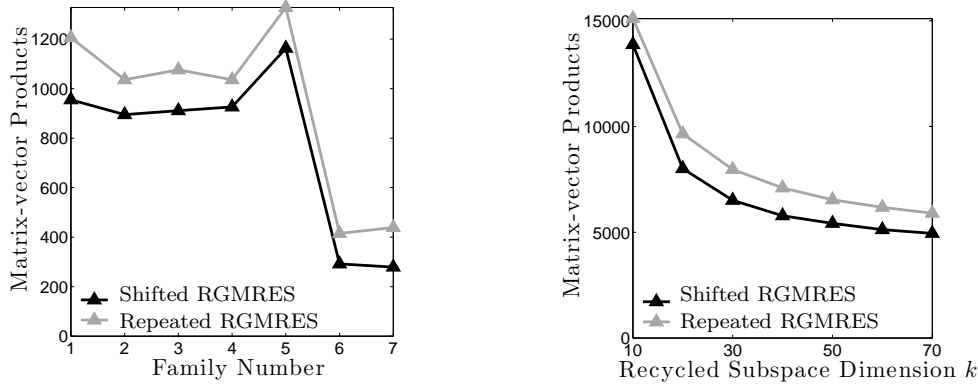 Matrix-vector Products
1200
1000
800
600
400
200
0
Shifted RGMRES
Repeated RGMRES
1 2 3 4 5 6 7
Family Number
Matrix-vector Products
15000
10000
5000
0
Shifted RGMRES
Repeated RGMRES
10 30 50 70
Recycled Subspace Dimension k